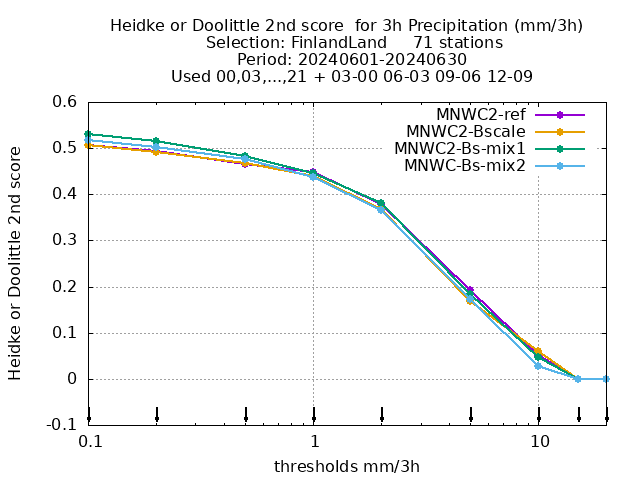 Heidke or Doolittle 2nd score  for 3h Precipitation (mm/3h)
Selection: FinlandLand     71 stations
Period: 20240601-20240630
Used 00,03,...,21 + 03-00 06-03 09-06 12-09
MNWC2-ref
MNWC2-Bscale
MNWC2-Bs-mix1
MNWC-Bs-mix2
Heidke or Doolittle 2nd score
0.6
0.5
0.4
0.3
0.2
0.1
0
-0.1
0.1 1 10
thresholds mm/3h